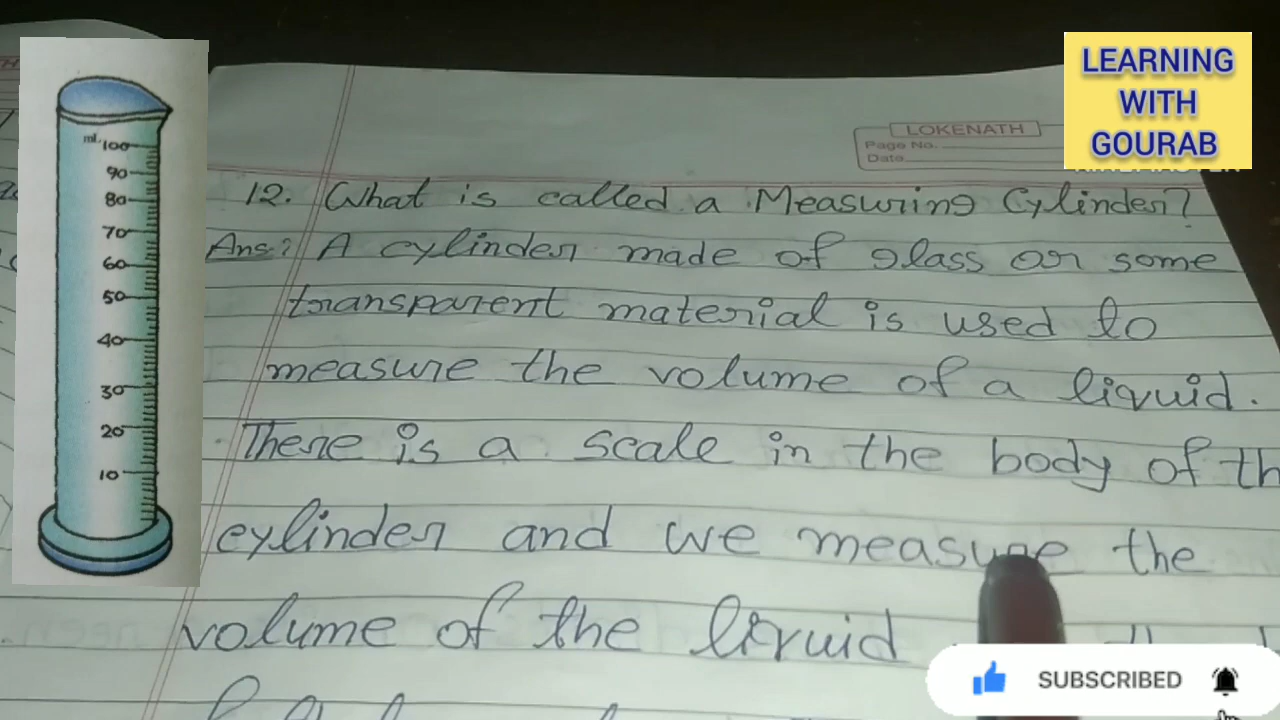 LEARNING
WITH
GOURAB
LOKENATH
Page No.
Date
12. What is called a Measuring Cylinder?
Ans: A cylinder made of glass or some
transparent material is used to
measure the volume of a liquid.
There is a scale in the body of th
cylinder and we measure the
volume of the liquid
ml.100
90
80
70
60
50
40
30
20
10
SUBSCRIBED